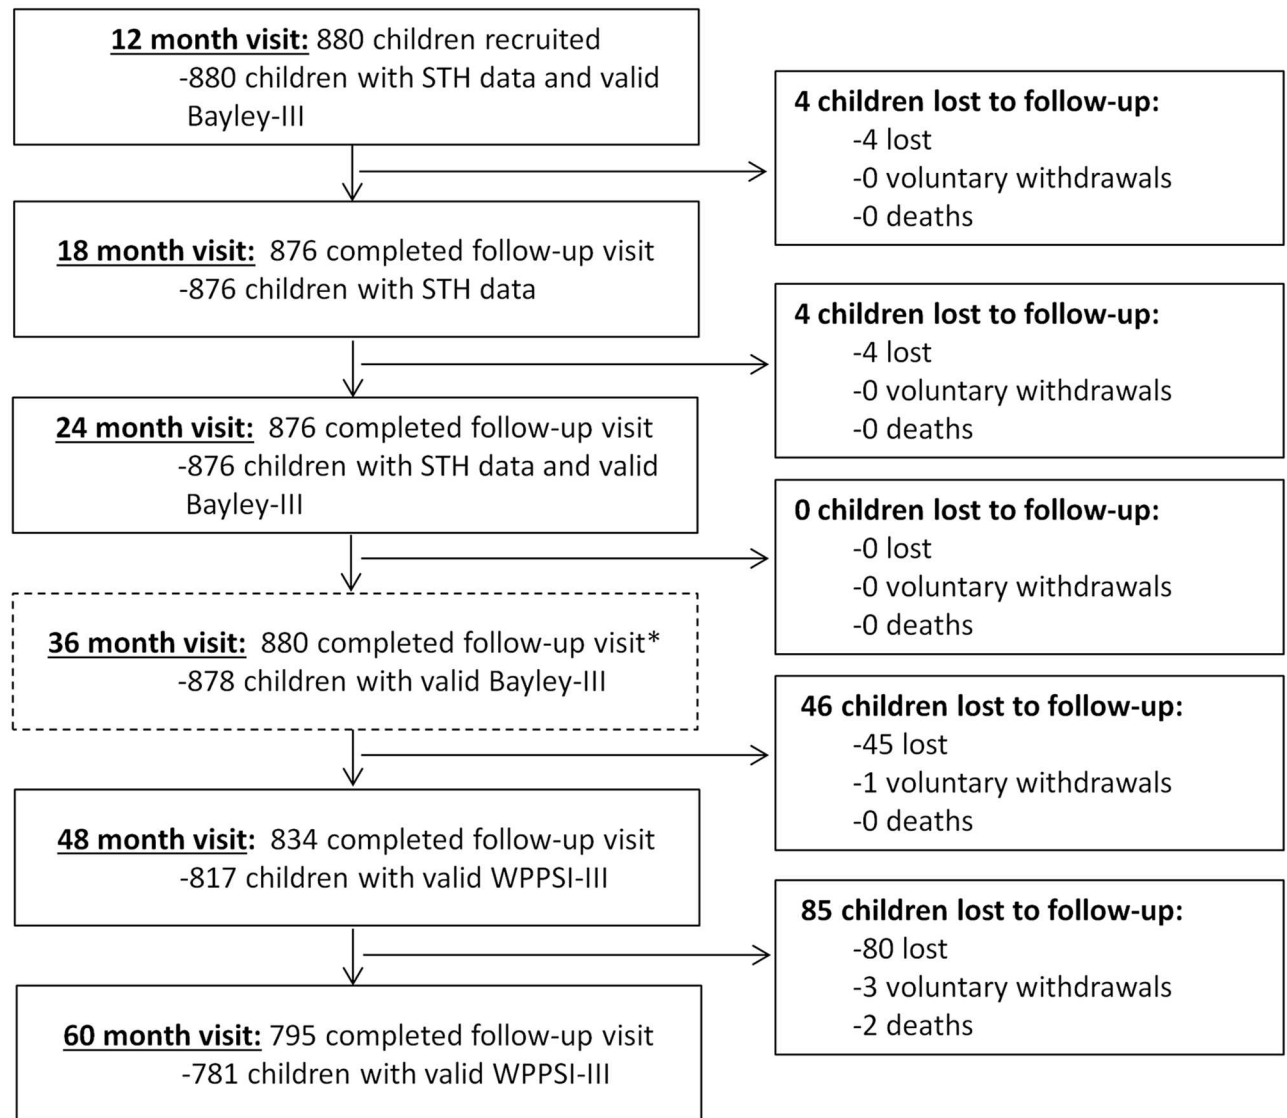 12 month visit: 880 children recruited
-880 children with STH data and valid
Bayley-III
4 children lost to follow-up:
-4 lost
-0 voluntary withdrawals
-0 deaths
18 month visit: 876 completed follow-up visit
-876 children with STH data
4 children lost to follow-up:
-4 lost
-0 voluntary withdrawals
-0 deaths
24 month visit: 876 completed follow-up visit
-876 children with STH data and valid
Bayley-III
0 children lost to follow-up:
-0 lost
-0 voluntary withdrawals
-0 deaths
36 month visit: 880 completed follow-up visit*
-878 children with valid Bayley-III
46 children lost to follow-up:
-45 lost
-1 voluntary withdrawals
-0 deaths
48 month visit: 834 completed follow-up visit
-817 children with valid WPPSI-III
85 children lost to follow-up:
-80 lost
-3 voluntary withdrawals
-2 deaths
60 month visit: 795 completed follow-up visit
-781 children with valid WPPSI-III